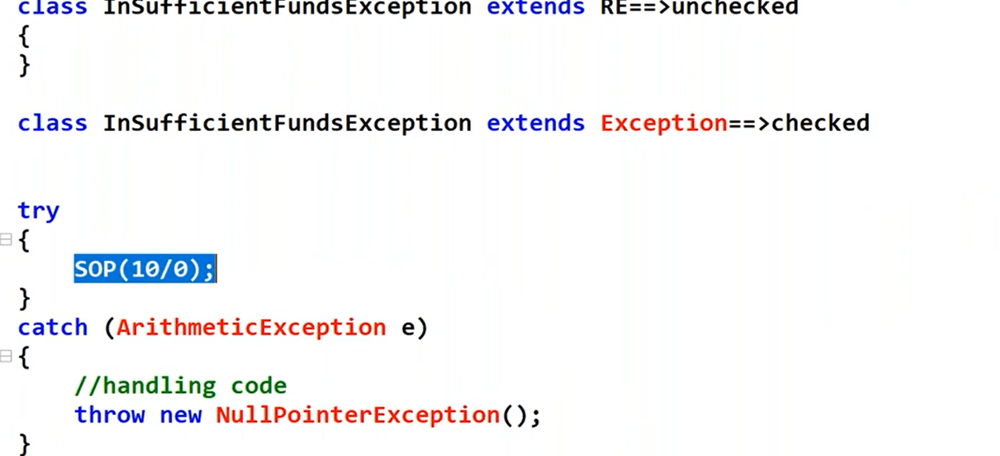 class InSufficientFundsException extends RE==>unchecked
{
}
class InSufficientFundsException extends Exception==>checked
try
{
SOP(10/0);
}
catch (ArithmeticException e)
{
//handling code
throw new NullPointerException();
}